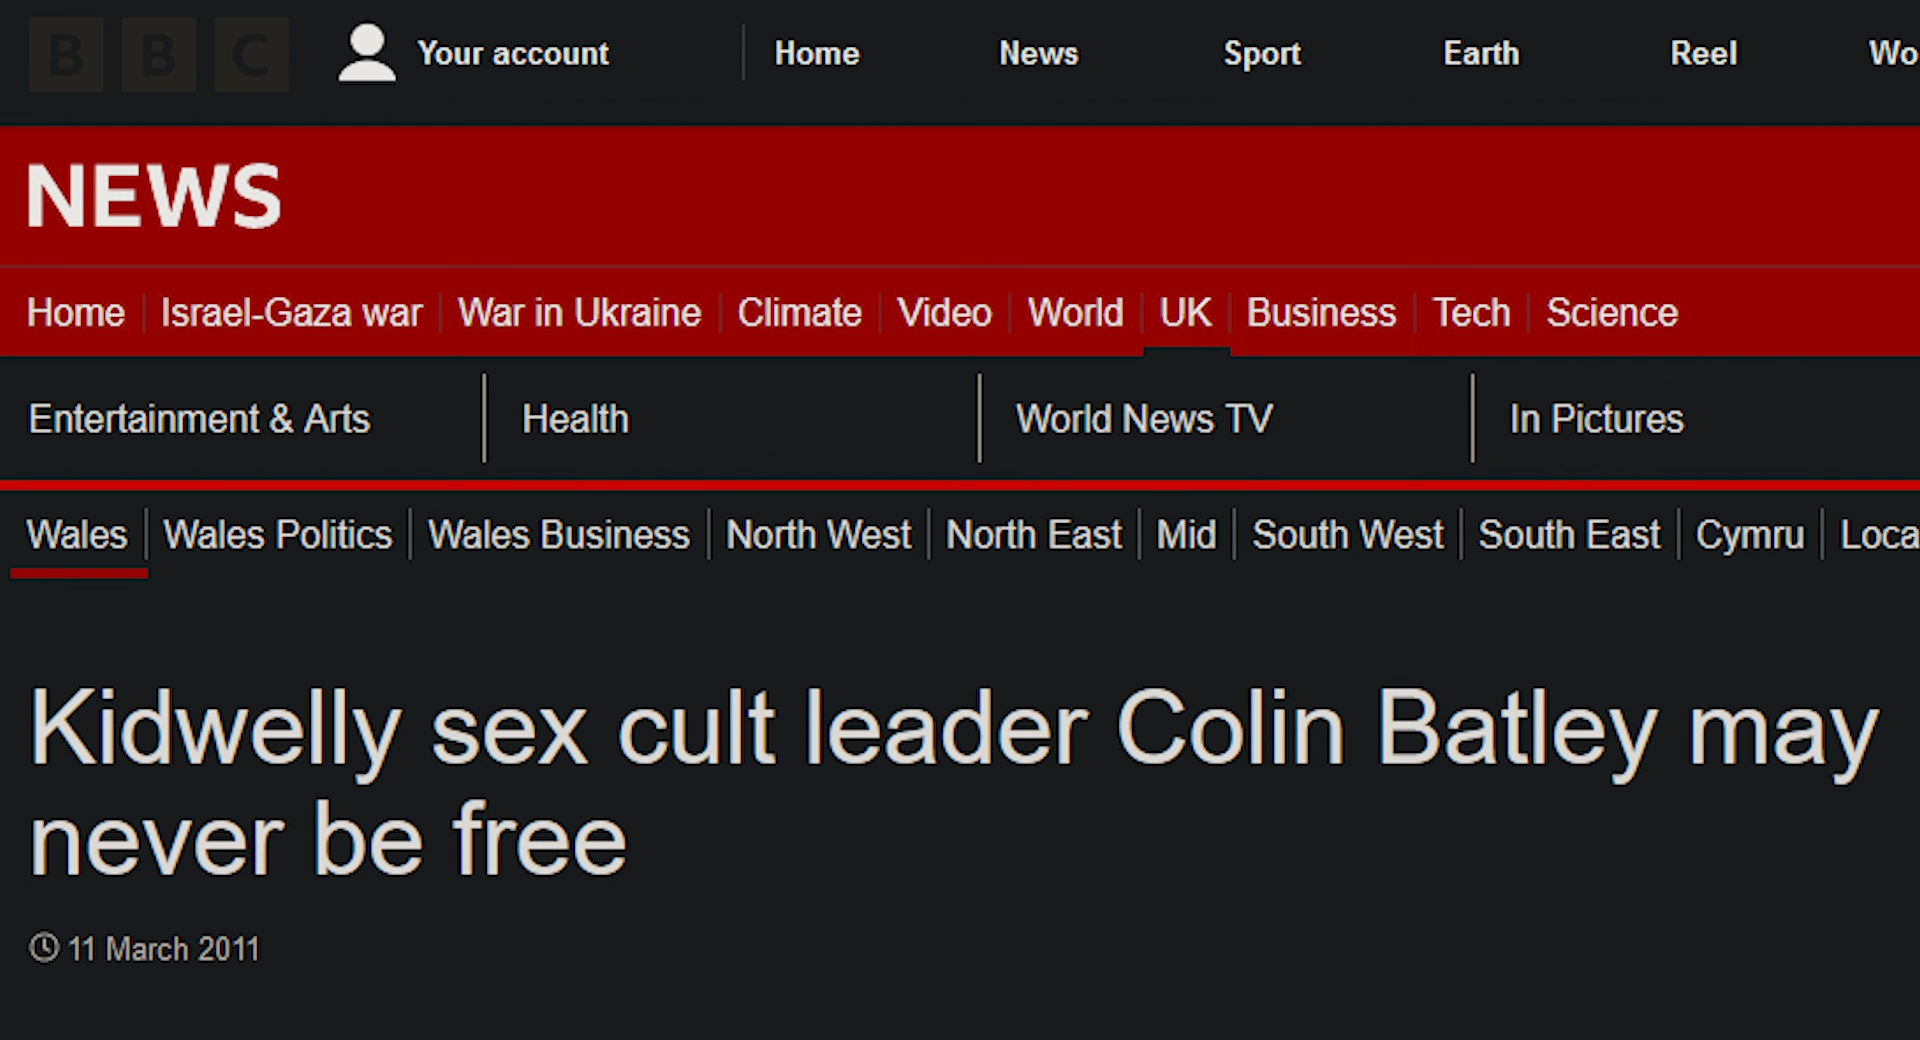 BBC Your account Home News Sport Earth Reel Wo
NEWS
Home Israel-Gaza war War in Ukraine Climate Video World UK Business Tech Science
Entertainment & Arts Health World News TV In Pictures
Wales Wales Politics Wales Business North West North East Mid South West South East Cymru Loca
Kidwelly sex cult leader Colin Batley may
never be free
11 March 2011